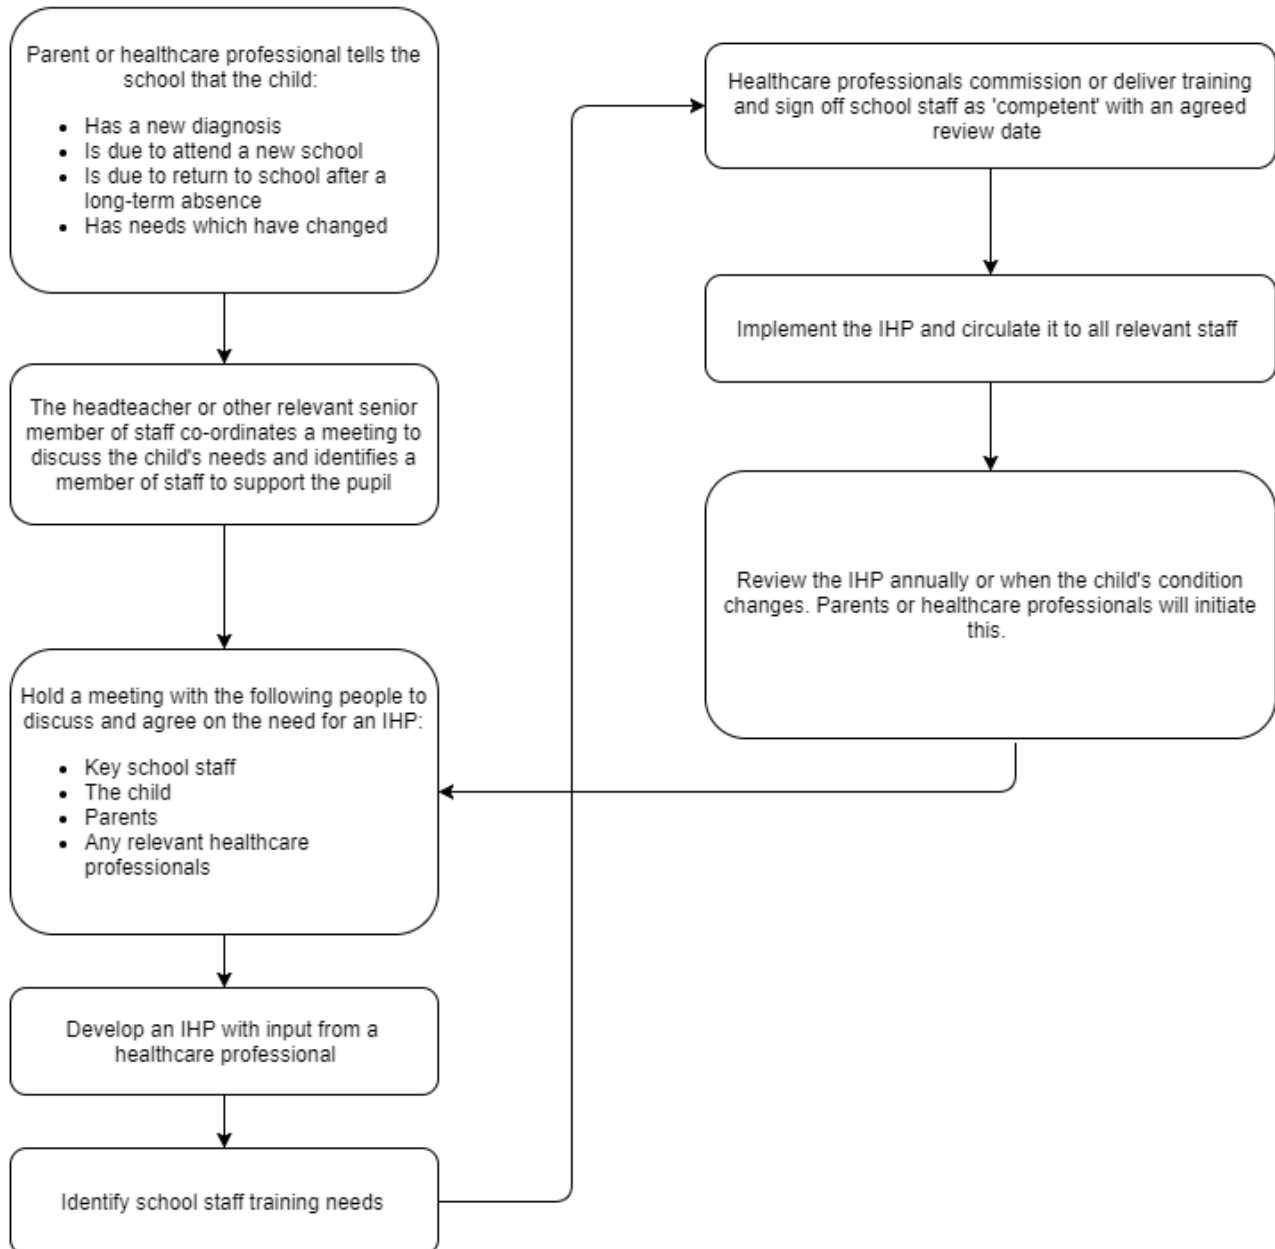 Parent or healthcare professional tells the
school that the child:
• Has a new diagnosis
• Is due to attend a new school
• Is due to return to school after a
long-term absence
• Has needs which have changed
The headteacher or other relevant senior
member of staff co-ordinates a meeting to
discuss the child's needs and identifies a
member of staff to support the pupil
Hold a meeting with the following people to
discuss and agree on the need for an IHP:
• Key school staff
• The child
• Parents
• Any relevant healthcare
professionals
Develop an IHP with input from a
healthcare professional
Identify school staff training needs
Healthcare professionals commission or deliver training
and sign off school staff as 'competent' with an agreed
review date
Implement the IHP and circulate it to all relevant staff
Review the IHP annually or when the child's condition
changes. Parents or healthcare professionals will initiate
this.